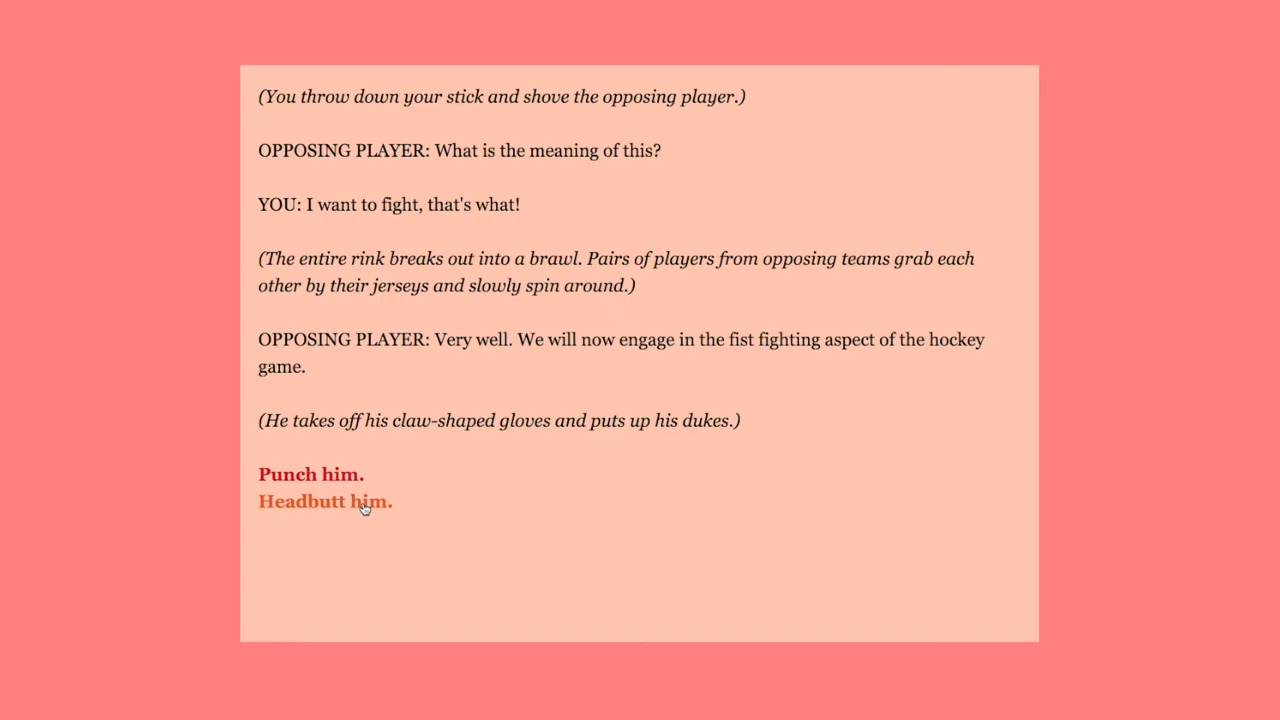 (You throw down your stick and shove the opposing player.)
OPPOSING PLAYER: What is the meaning of this?
YOU: I want to fight, that's what!
(The entire rink breaks out into a brawl. Pairs of players from opposing teams grab each
other by their jerseys and slowly spin around.)
OPPOSING PLAYER: Very well. We will now engage in the fist fighting aspect of the hockey
game.
(He takes off his claw-shaped gloves and puts up his dukes.)
Punch him.
Headbutt him.